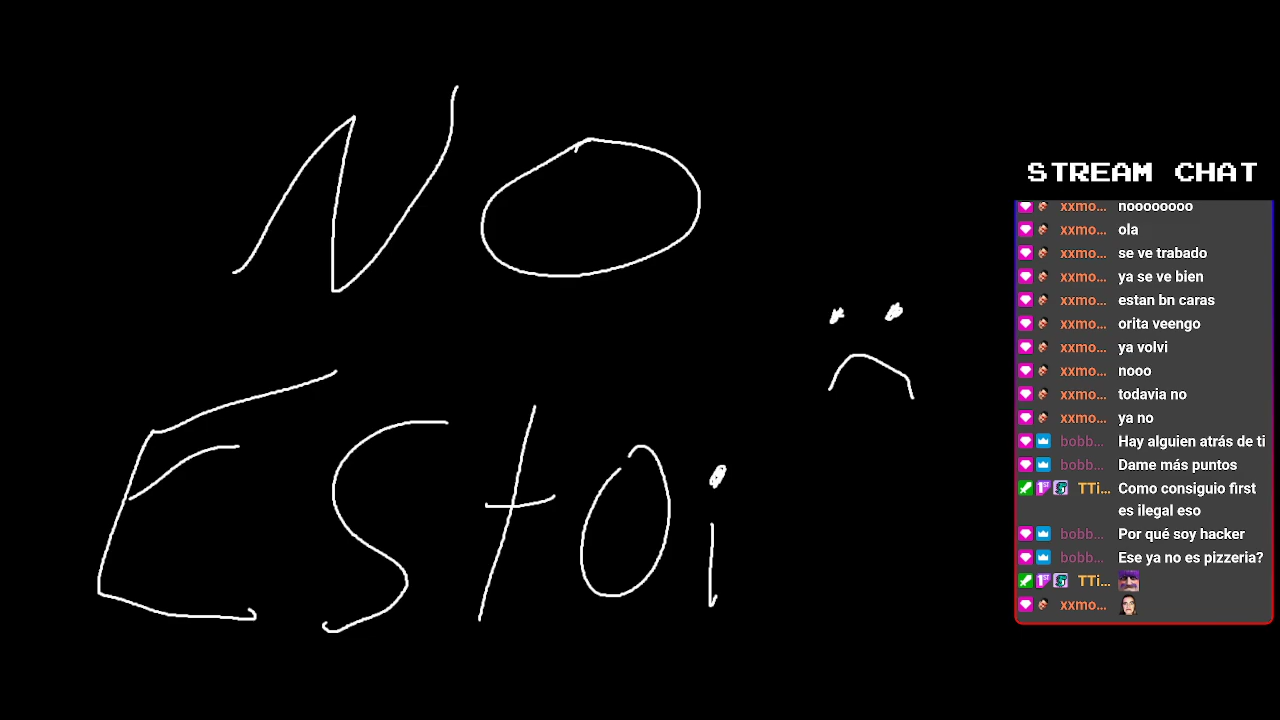 NO
EStOi
STREAM CHAT
xxmo... noooooooo
xxmo... ola
xxmo... se ve trabado
xxmo... ya se ve bien
xxmo... estan bn caras
xxmo... orita veengo
xxmo... ya volvi
xxmo... nooo
xxmo... todavia no
xxmo... ya no
bobb... Hay alguien atrás de ti
bobb... Dame más puntos
1ST TTi... Como consiguio first
es ilegal eso
bobb... Por qué soy hacker
bobb... Ese ya no es pizzeria?
1ST TTi...
xxmo...